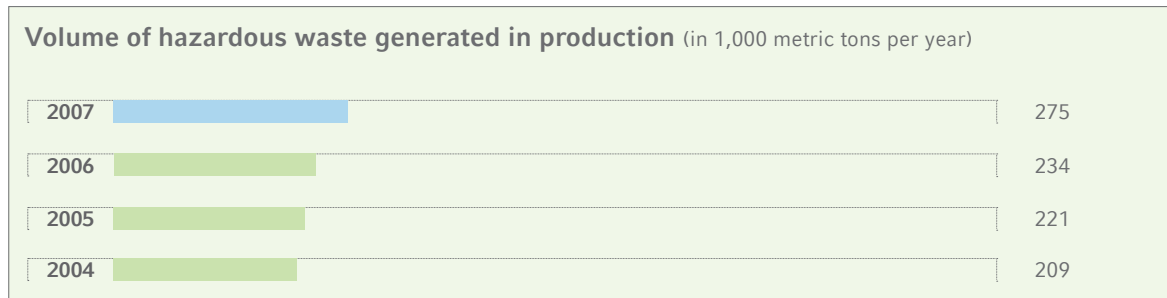 Volume of hazardous waste generated in production (in 1,000 metric tons per year)
2007 275
2006 234
2005 221
2004 209